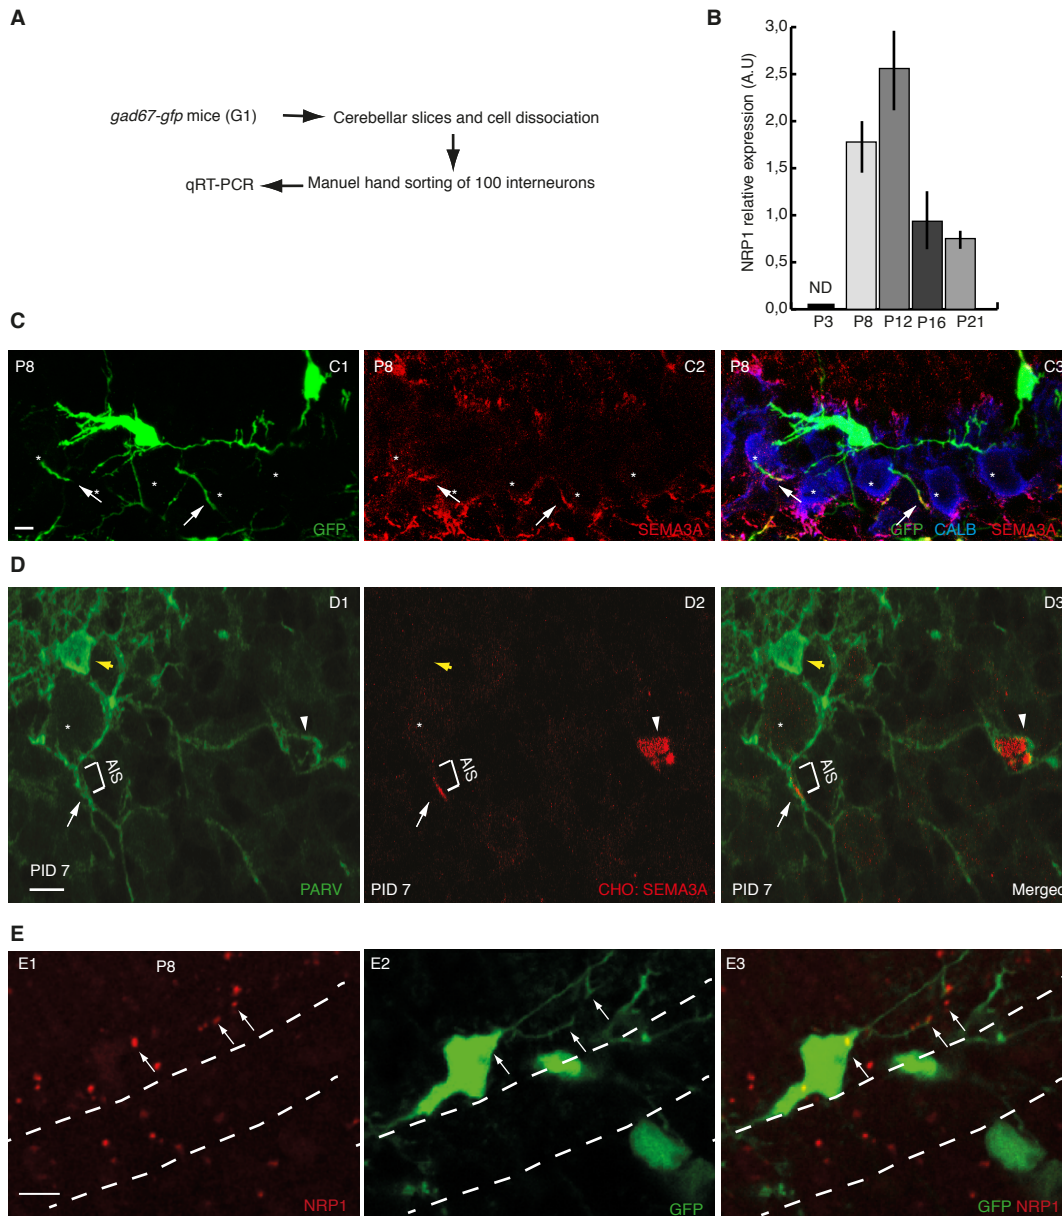 A
gad67-gfp mice (G1)
Cerebellar slices and cell dissociation
qRT-PCR
Manuel hand sorting of 100 interneurons
B
NRP1 relative expression (A.U)
3,0
2,5
2,0
1,5
1,0
0,5
0,0
ND
P3
P8
P12
P16
P21
C
P8
C1
GFP
P8
C2
SEMA3A
P8
C3
GFP CALB SEMA3A
D
D1
AIS
PID 7
PARV
D2
AIS
PID 7
CHO: SEMA3A
D3
AIS
PID 7
Merged
E
E1
P8
NRP1
E2
GFP
E3
GFP NRP1